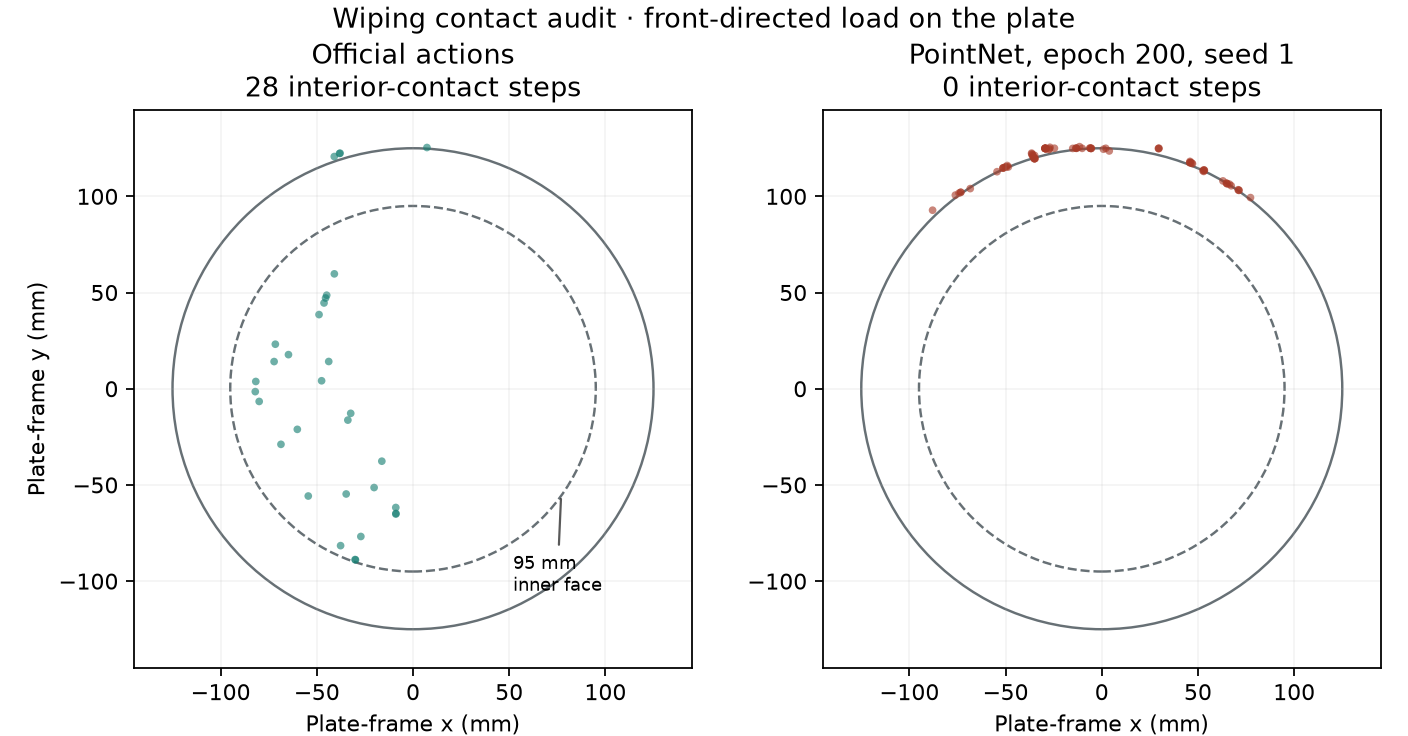 Wiping contact audit · front-directed load on the plate
Official actions
28 interior-contact steps
PointNet, epoch 200, seed 1
0 interior-contact steps
Plate-frame y (mm)
100
50
0
−50
−100
95 mm
inner face
−100
−50
0
50
100
Plate-frame x (mm)
100
50
0
−50
−100
−100
−50
0
50
100
Plate-frame x (mm)